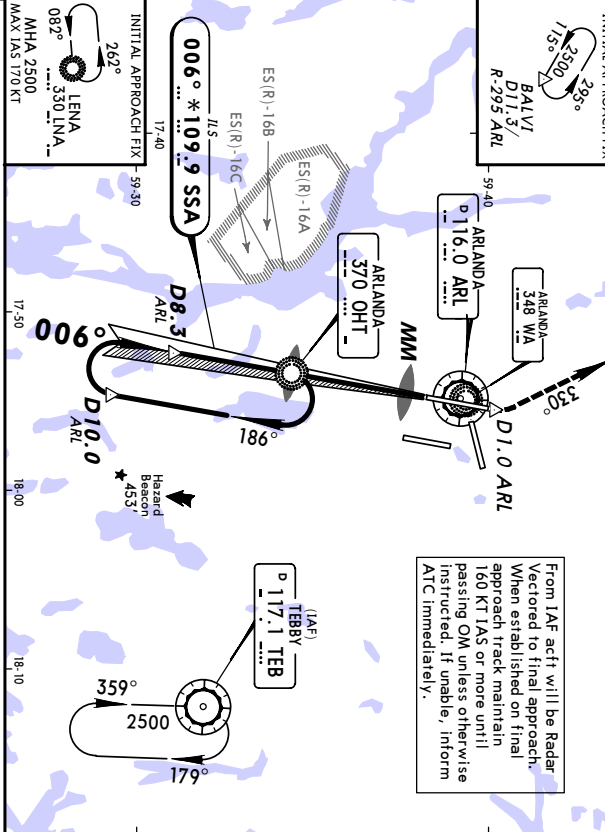 INITIAL APPROACH FIX
262°
082°
LENA
330 LNA
MHA 2500
MAX IAS 170 KT
295°
2500
115°
BALVI
D11.3/
R-295 ARL
17-40
59-30
59-40
ILS
006° *109.9 SSA
ES(R)-16B
ES(R)-16C
ES(R)-16A
ARLANDA
D 116.0 ARL
ARLANDA
348 WA
ARLANDA
370 OHT
17-50
D8.3
ARL
MM
006°
330°
D1.0 ARL
D10.0
ARL
186°
18-00
Hazard
Beacon
453'
From IAF acft will be Radar
Vectored to final approach.
When established on final
approach track maintain
160 KT IAS or more until
passing OM unless otherwise
instructed. If unable, inform
ATC immediately.
(IAF)
TEBBY
D 117.1 TEB
18-10
359°
2500
179°